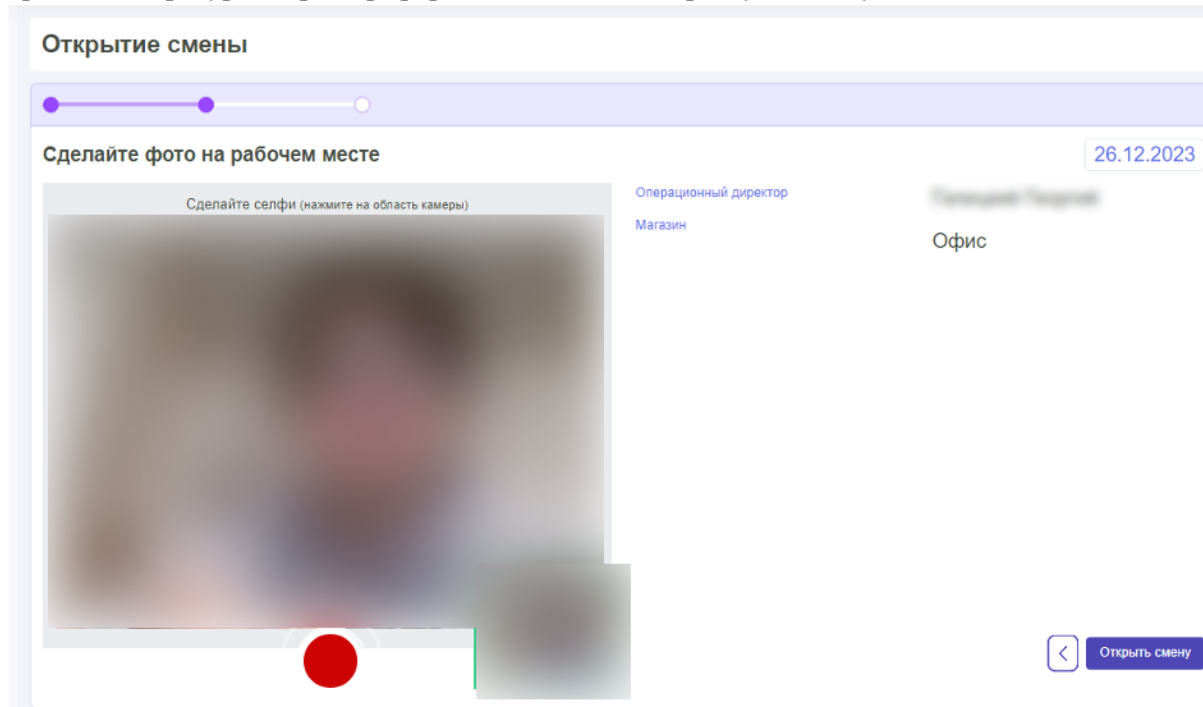 Открытие смены
Сделайте фото на рабочем месте
26.12.2023
Сделайте селфи (нажмите на область камеры)
Операционный директор
Магазин
Офис
Открыть смену